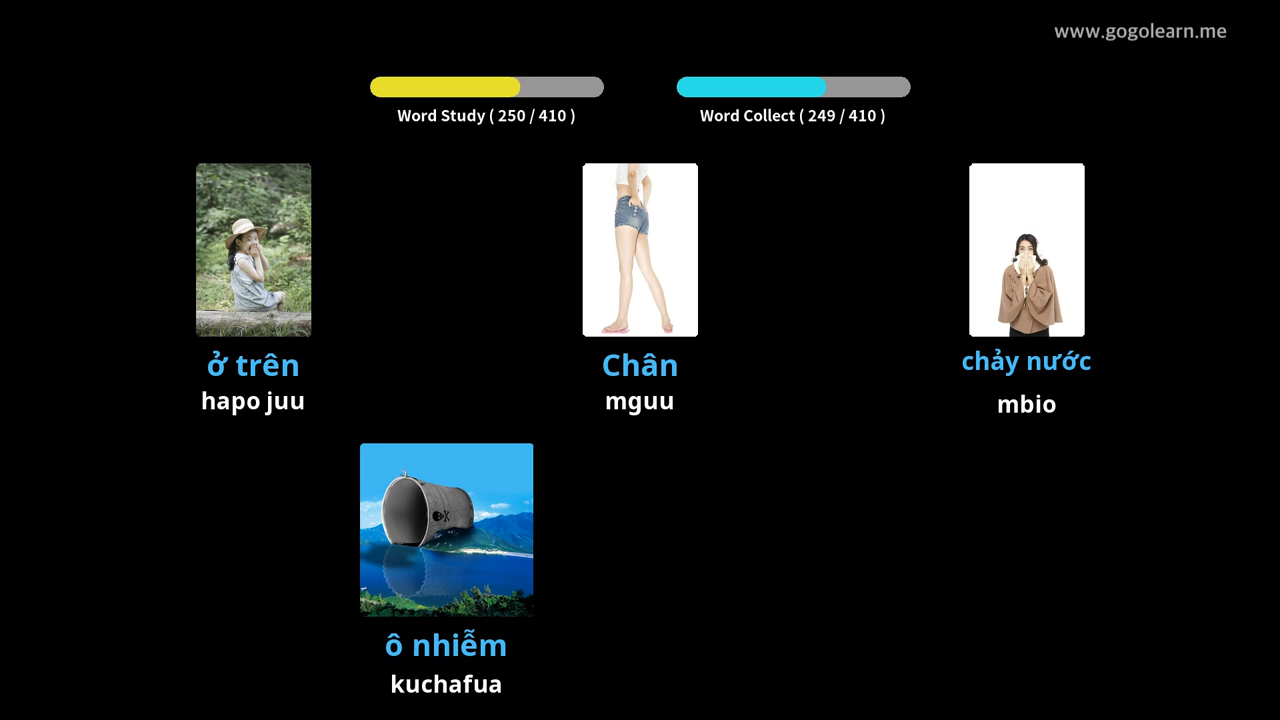 www.gogolearn.me
Word Study ( 250 / 410 )
Word Collect ( 249 / 410 )
ở trên
hapo juu
Chân
mguu
chảy nước
mbio
ô nhiễm
kuchafua